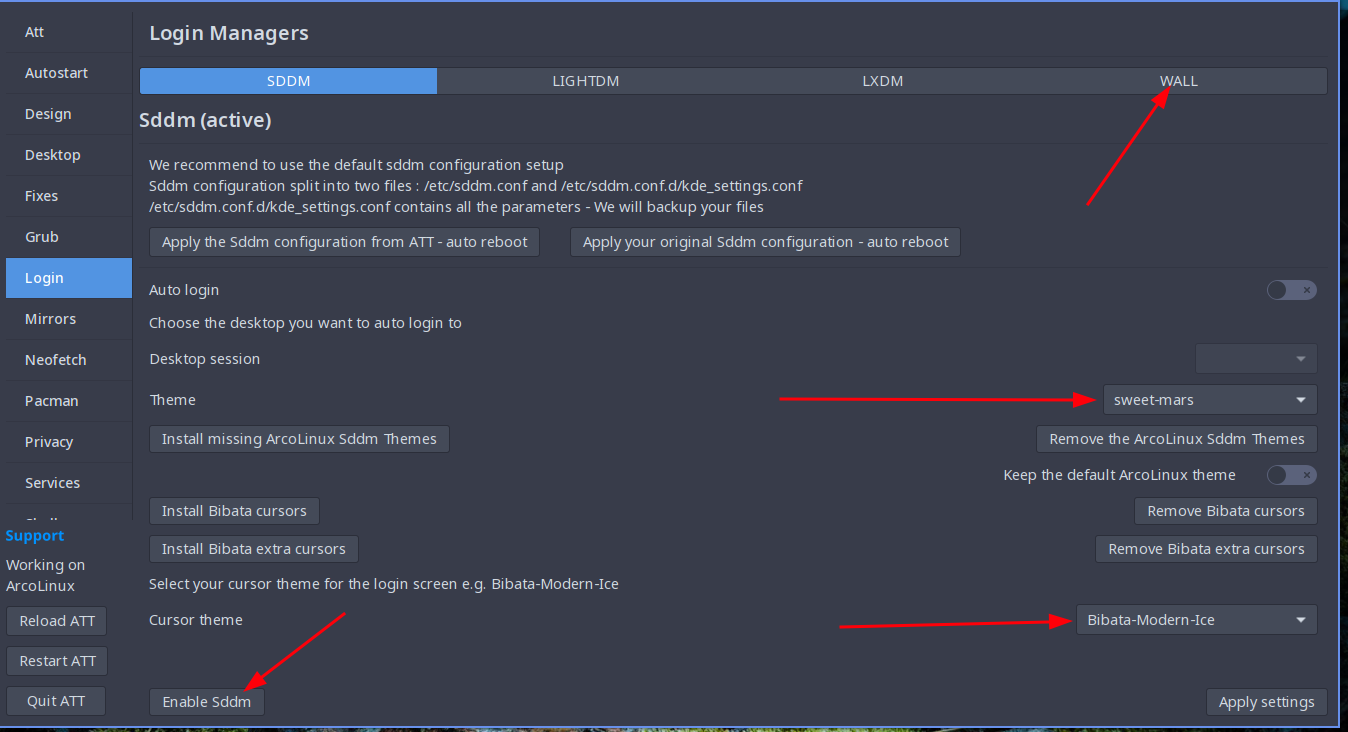 Att
Autostart
Design
Desktop
Fixes
Grub
Login
Mirrors
Neofetch
Pacman
Privacy
Services
Support
Working on
ArcoLinux
Reload ATT
Restart ATT
Quit ATT
Login Managers
SDDM LIGHTDM LXDM WALL
Sddm (active)
We recommend to use the default sddm configuration setup
Sddm configuration split into two files : /etc/sddm.conf and /etc/sddm.conf.d/kde_settings.conf
/etc/sddm.conf.d/kde_settings.conf contains all the parameters - We will backup your files
Apply the Sddm configuration from ATT - auto reboot Apply your original Sddm configuration - auto reboot
Auto login
Choose the desktop you want to auto login to
Desktop session
Theme sweet-mars
Install missing ArcoLinux Sddm Themes Remove the ArcoLinux Sddm Themes
Keep the default ArcoLinux theme
Install Bibata cursors Remove Bibata cursors
Install Bibata extra cursors Remove Bibata extra cursors
Select your cursor theme for the login screen e.g. Bibata-Modern-Ice
Cursor theme Bibata-Modern-Ice
Enable Sddm Apply settings